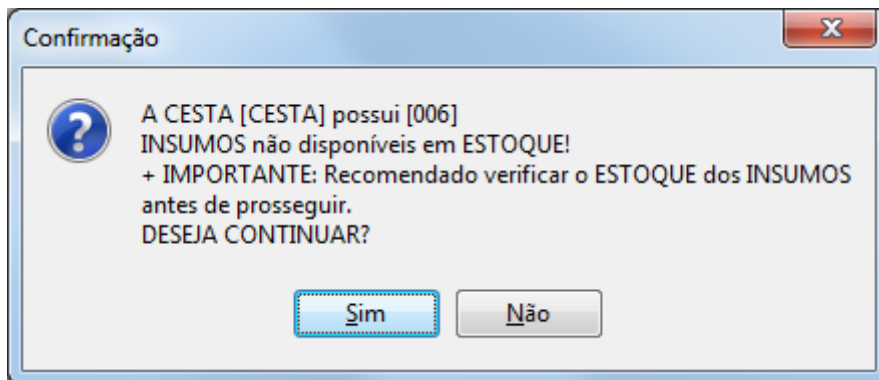 Confirmação
A CESTA [CESTA] possui [006]
INSUMOS não disponíveis em ESTOQUE!
+ IMPORTANTE: Recomendado verificar o ESTOQUE dos INSUMOS
antes de prosseguir.
DESEJA CONTINUAR?
Sim
Não